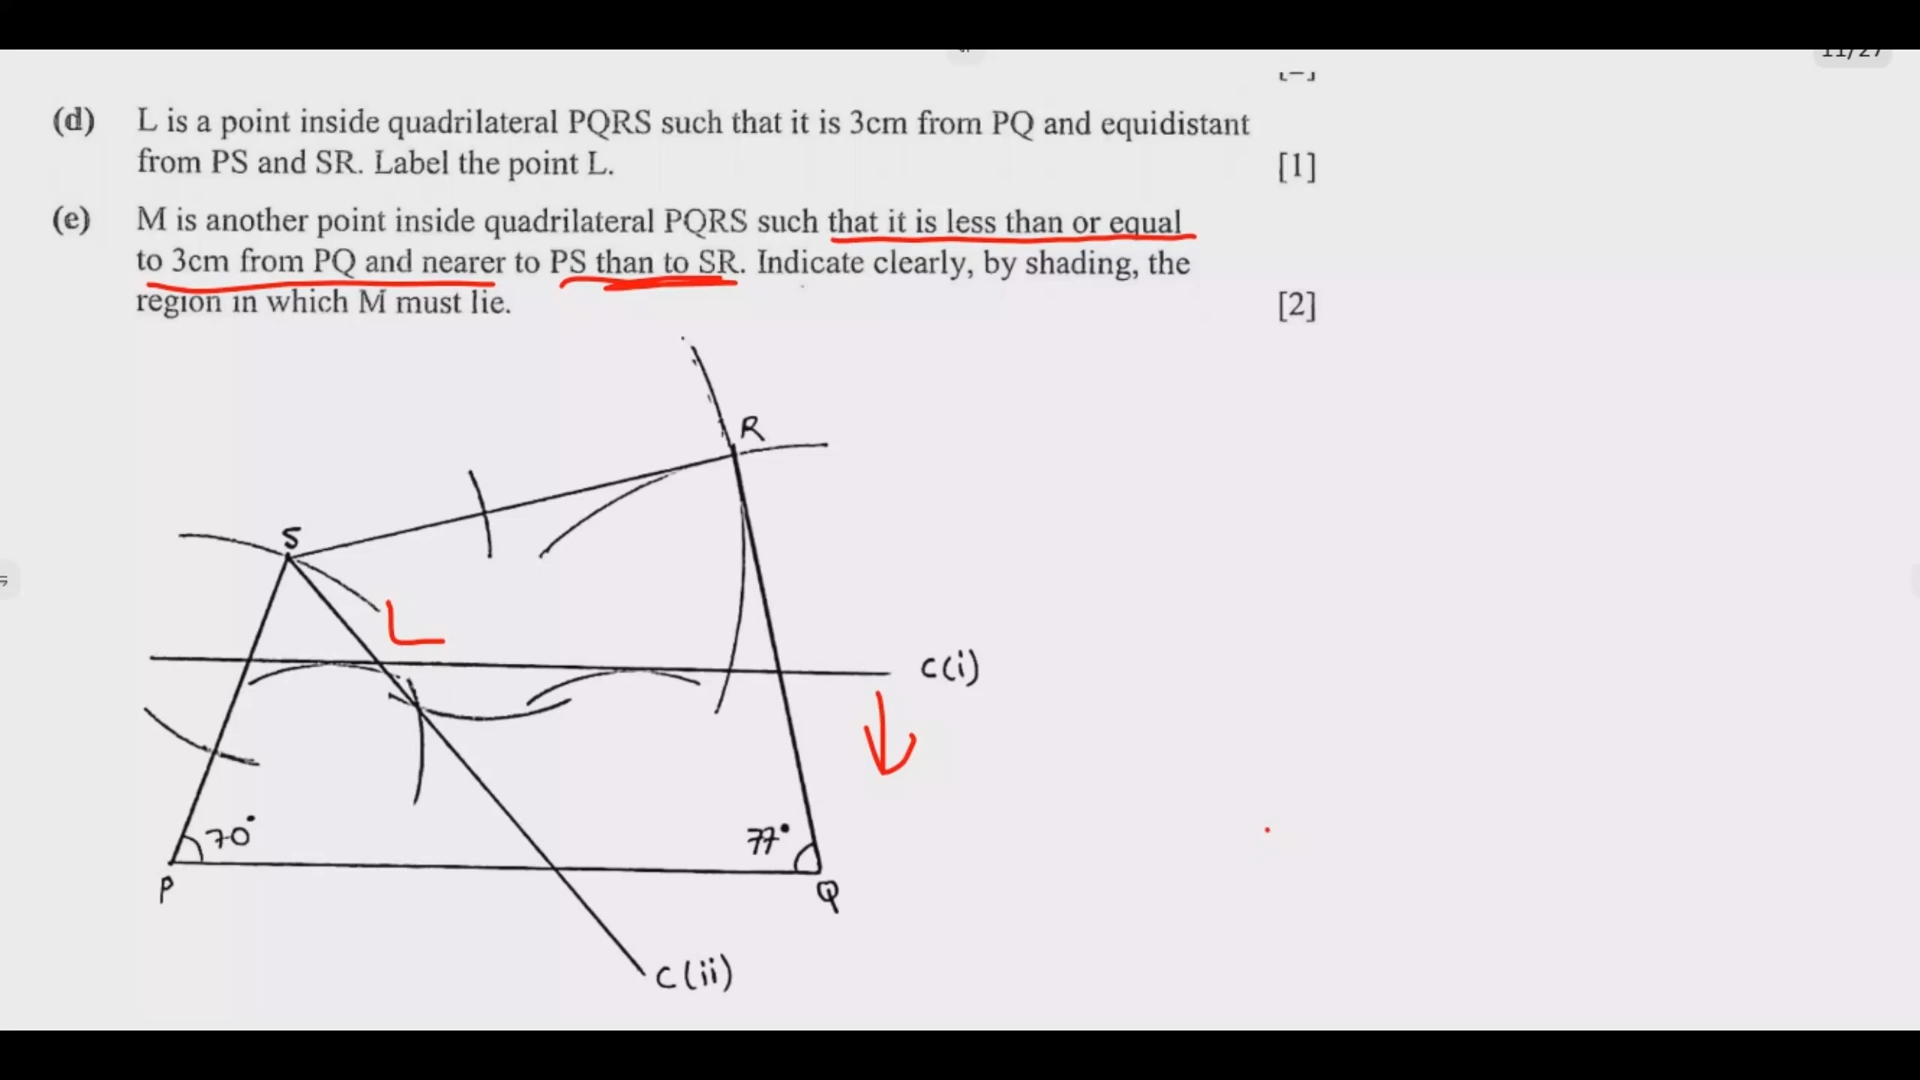 11/27
(d) L is a point inside quadrilateral PQRS such that it is 3cm from PQ and equidistant
from PS and SR. Label the point L. [1]
(e) M is another point inside quadrilateral PQRS such that it is less than or equal
to 3cm from PQ and nearer to PS than to SR. Indicate clearly, by shading, the
region in which M must lie. [2]
R
S
L
C(i)
70°
77°
P
Q
C(ii)